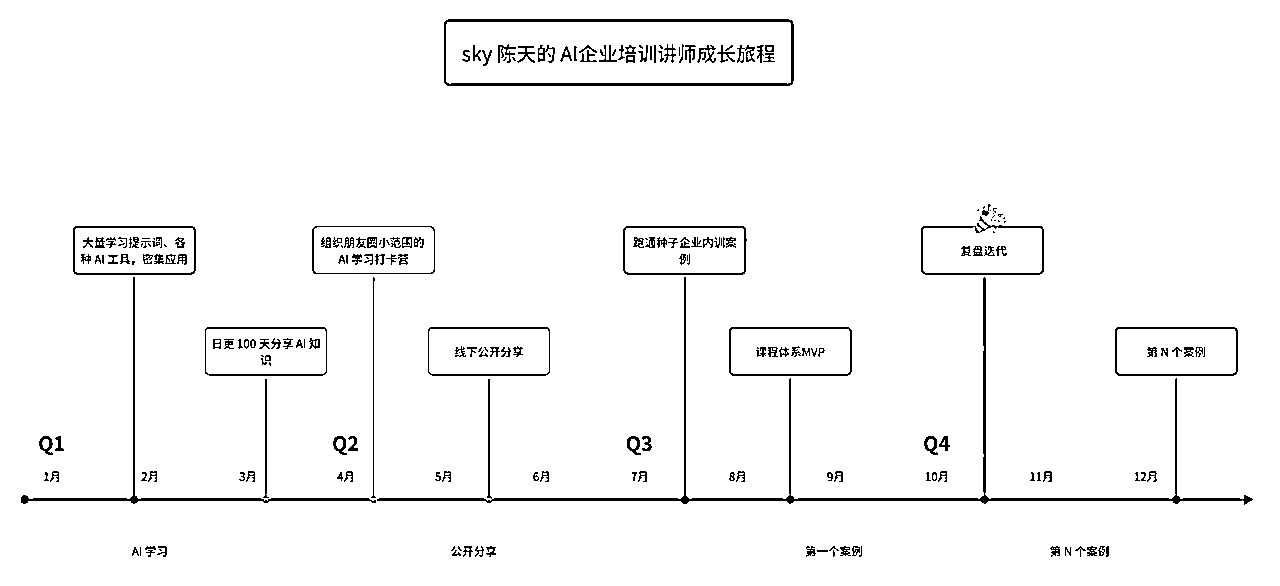 sky 陈天的 AI企业培训讲师成长旅程
大量学习提示词、各
种 AI 工具，密集应用
组织朋友圈小范围的
AI 学习打卡营
跑通种子企业内训案
例
复盘迭代
日更 100 天分享 AI 知
识
线下公开分享
课程体系MVP
第 N 个案例
Q1
Q2
Q3
Q4
1月
2月
3月
4月
5月
6月
7月
8月
9月
10月
11月
12月
AI 学习
公开分享
第一个案例
第 N 个案例